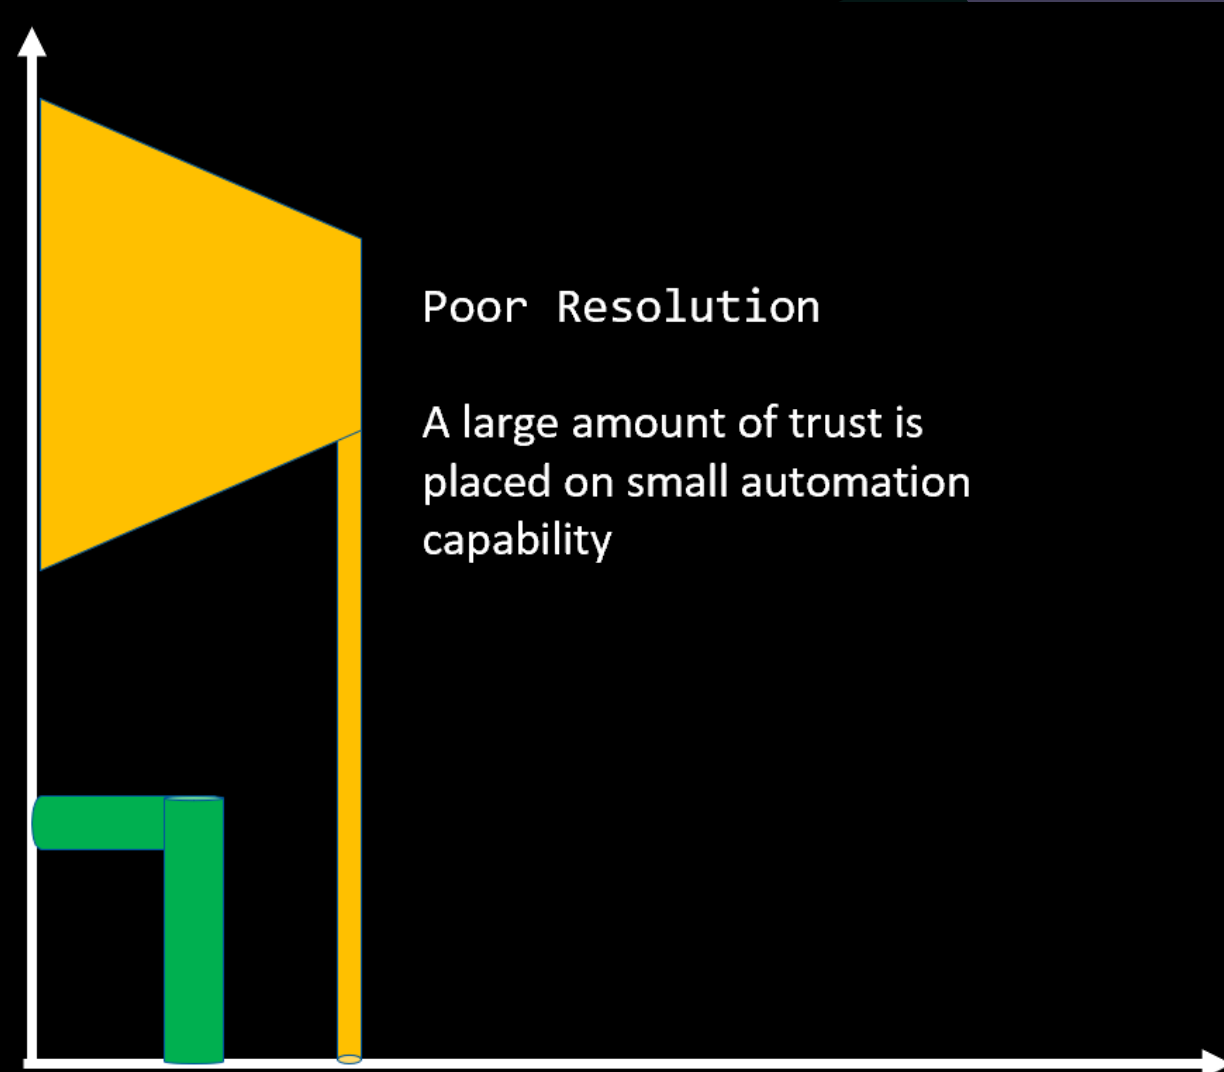 Poor Resolution
A large amount of trust is
placed on small automation
capability